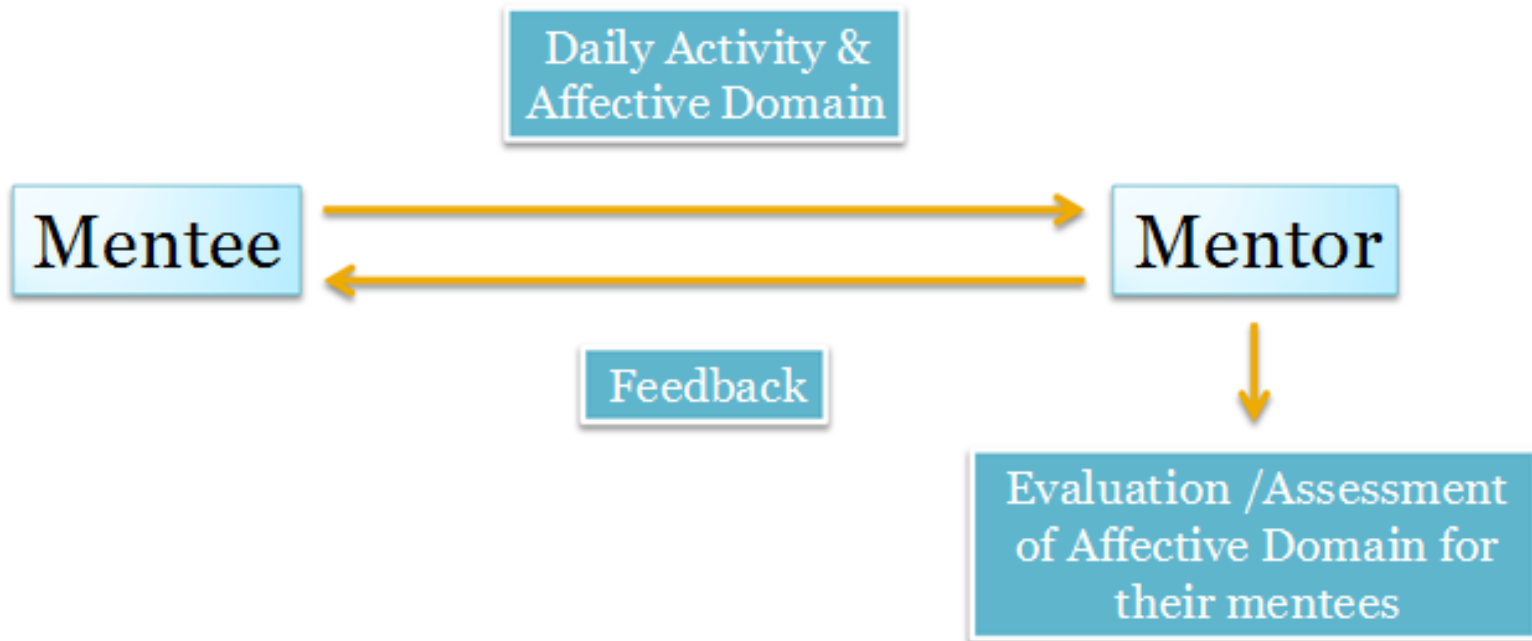 Daily Activity &
Affective Domain
Mentee
Mentor
Feedback
Evaluation /Assessment
of Affective Domain for
their mentees